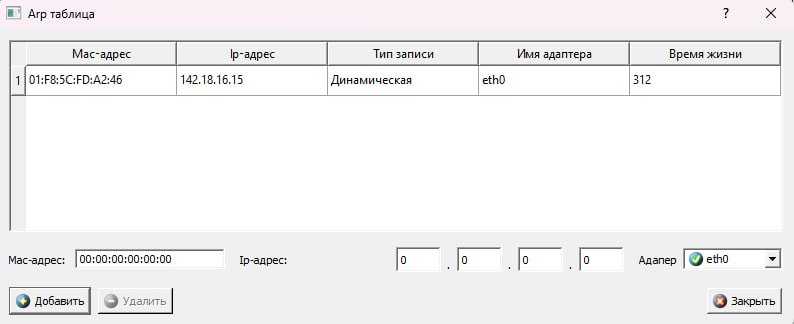 Arp таблица
Mac-адрес Ip-адрес Тип записи Имя адаптера Время жизни
1 01:F8:5C:FD:A2:46 142.18.16.15 Динамическая eth0 312
Mac-адрес: 00:00:00:00:00:00 Ip-адрес: 0 . 0 . 0 . 0 Адапер eth0
Добавить Удалить Закрыть